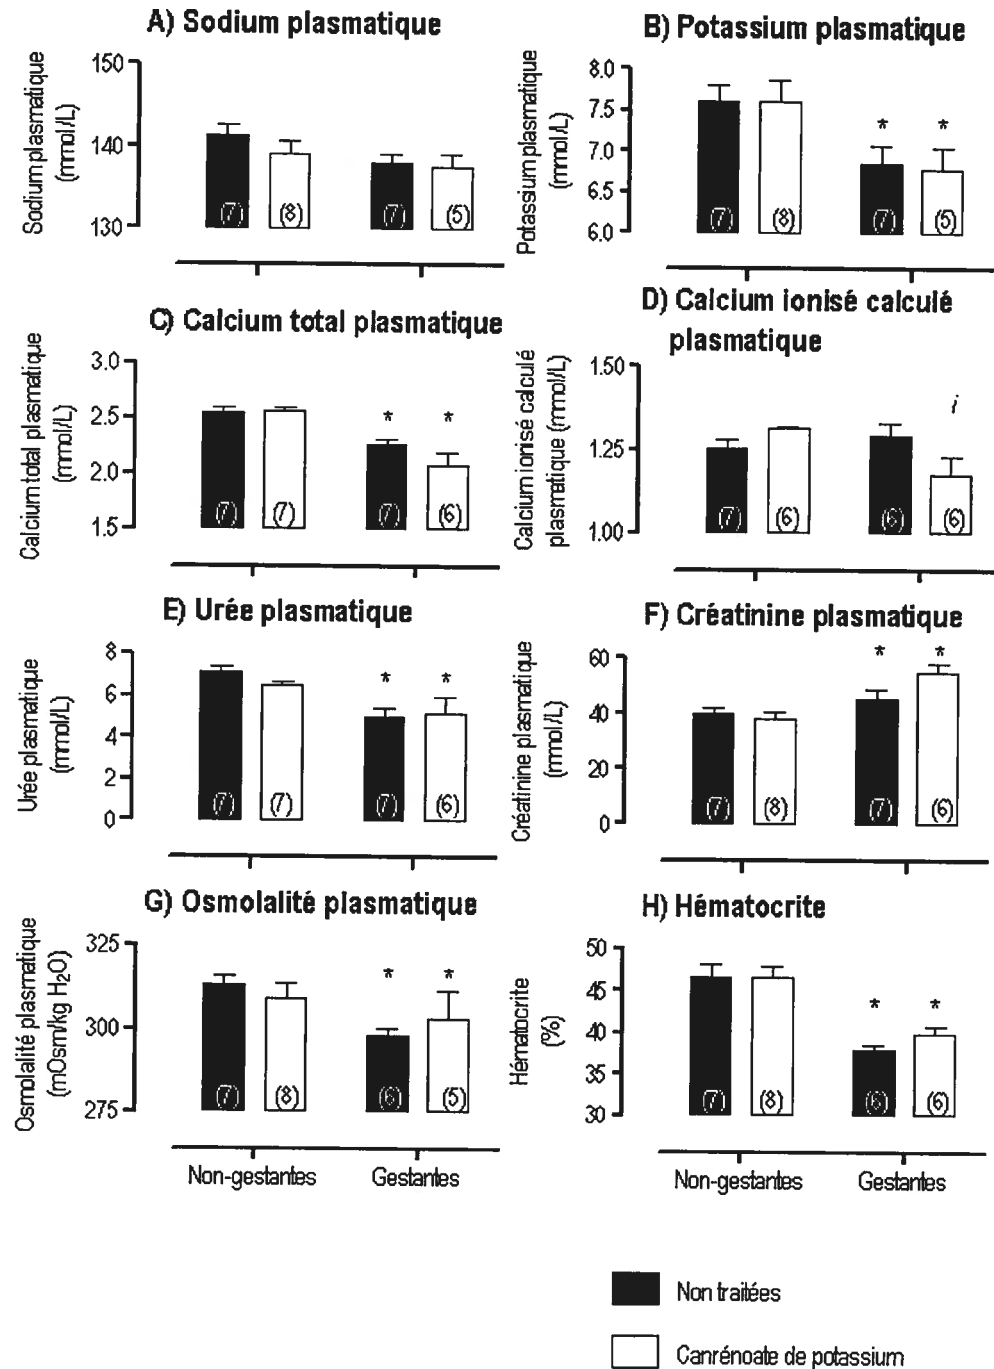 A) Sodium plasmatique
Sodium plasmatique
(mmol/L)
150
140
130
(7)
(8)
(7)
(5)
B) Potassium plasmatique
Potassium plasmatique
(mmol/L)
8.0
7.5
7.0
6.5
6.0
*
*
(7)
(8)
(7)
(5)
C) Calcium total plasmatique
Calcium total plasmatique
(mmol/L)
3.0
2.5
2.0
1.5
*
*
(7)
(7)
(7)
(6)
D) Calcium ionisé calculé
plasmatique
Calcium ionisé calculé
plasmatique (mmol/L)
1.50
1.25
1.00
i
(7)
(6)
(6)
(6)
E) Urée plasmatique
Urée plasmatique
(mmol/L)
8
6
4
2
0
*
*
(7)
(7)
(7)
(6)
F) Créatinine plasmatique
Créatinine plasmatique
(nmol/L)
60
40
20
0
*
*
(7)
(8)
(7)
(6)
G) Osmolalité plasmatique
Osmolalité plasmatique
(mOsm/kg H₂O)
325
300
275
*
*
(7)
(8)
(6)
(5)
Non-gestantes
Gestantes
H) Hématocrite
Hématocrite
(%)
50
45
40
35
30
*
*
(7)
(8)
(6)
(6)
Non-gestantes
Gestantes
Non traitées
Canrénoate de potassium